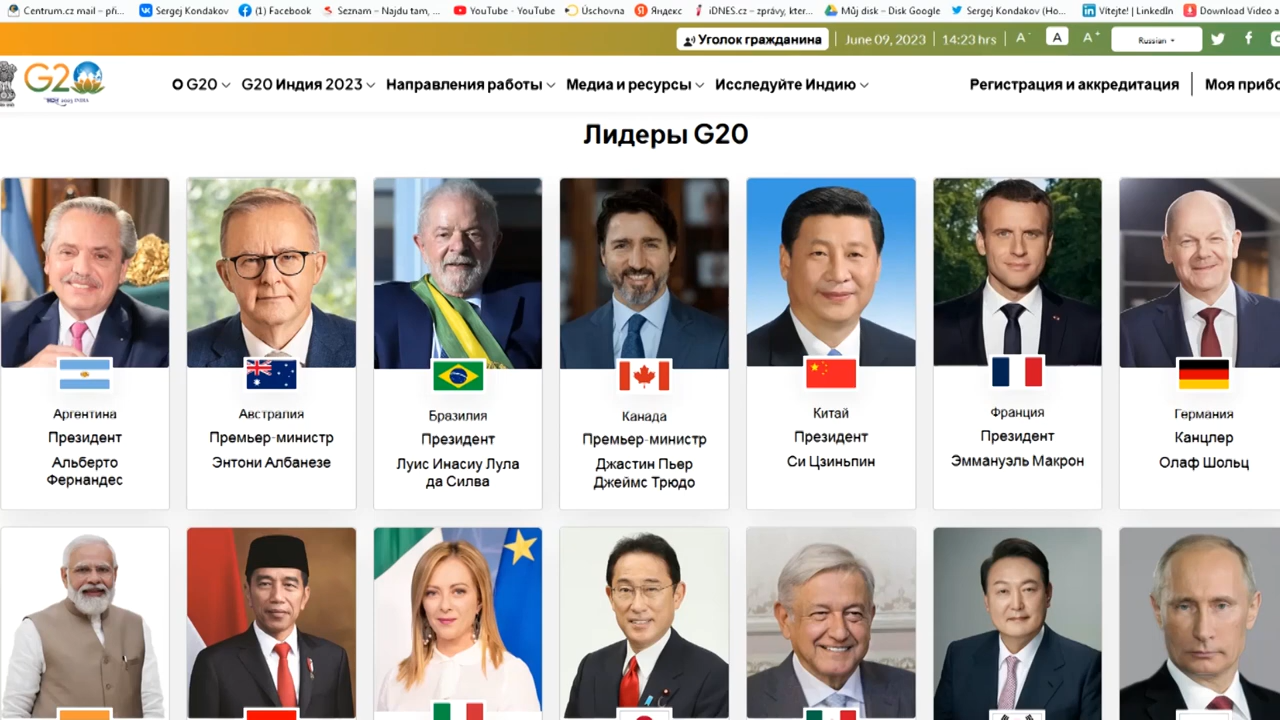 Centrum.cz mail – při...
Sergej Kondakov
(1) Facebook
Seznam – Najdu tam, ...
YouTube - YouTube
Úschovna
Яндекс
iDNES.cz – zprávy, kter...
Můj disk – Disk Google
Sergej Kondakov (Ho...
Vítejte! | LinkedIn
Download Video a
Уголок гражданина
June 09, 2023
14:23 hrs
A-
A
A+
Russian
G20
О G20
G20 Индия 2023
Направления работы
Медиа и ресурсы
Исследуйте Индию
Регистрация и аккредитация
Моя прибо
Лидеры G20
Аргентина
Президент
Альберто
Фернандес
Австралия
Премьер-министр
Энтони Албанезе
Бразилия
Президент
Луис Инасиу Лула
да Силва
Канада
Премьер-министр
Джастин Пьер
Джеймс Трюдо
Китай
Президент
Си Цзиньпин
Франция
Президент
Эммануэль Макрон
Германия
Канцлер
Олаф Шольц